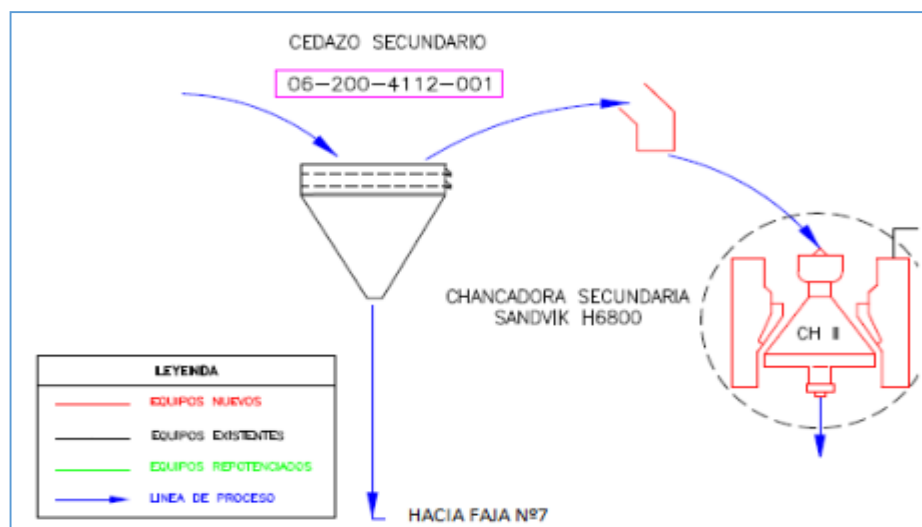 CEDAZO SECUNDARIO
06-200-4112-001
CHANCADORA SECUNDARIA
SANDVIK H6800
CH II
LEYENDA
EQUIPOS NUEVOS
EQUIPOS EXISTENTES
EQUIPOS REPOTENCIADOS
LINEA DE PROCESO
HACIA FAJA Nº7